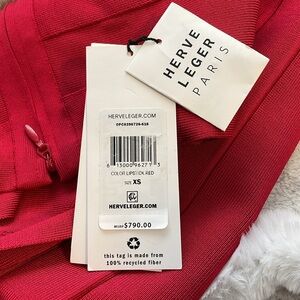 HERVE
LEGER
PARIS
HERVELEGER.COM
COLOR LIPSTICK RED
SIZE XS
HERVELEGER.COM
MSRP $790.00
this tag is made from
100% recycled fiber